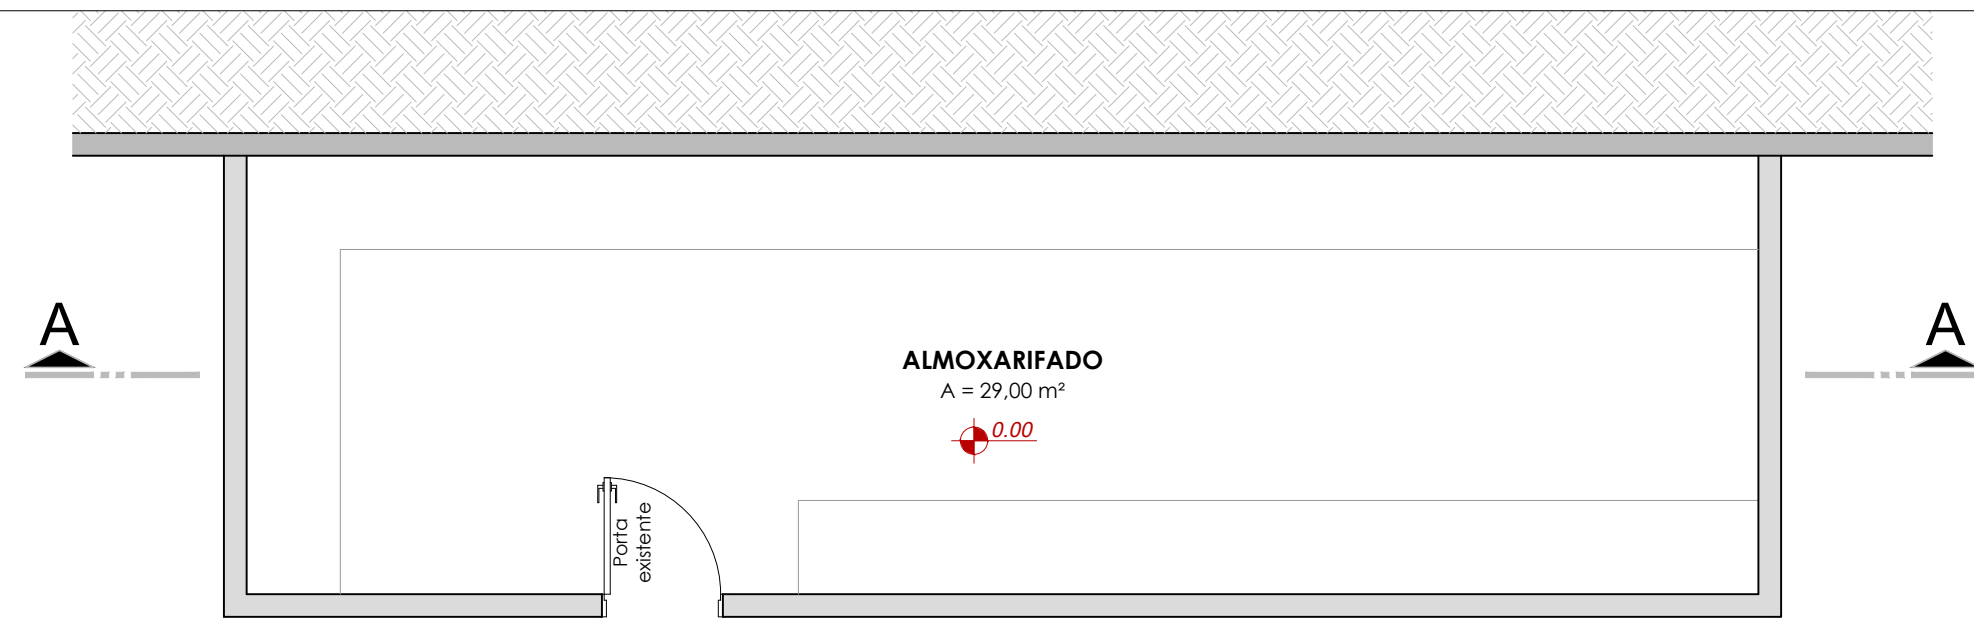 A
A
ALMOXARIFADO
A = 29,00 m²
0.00
Porta
existente